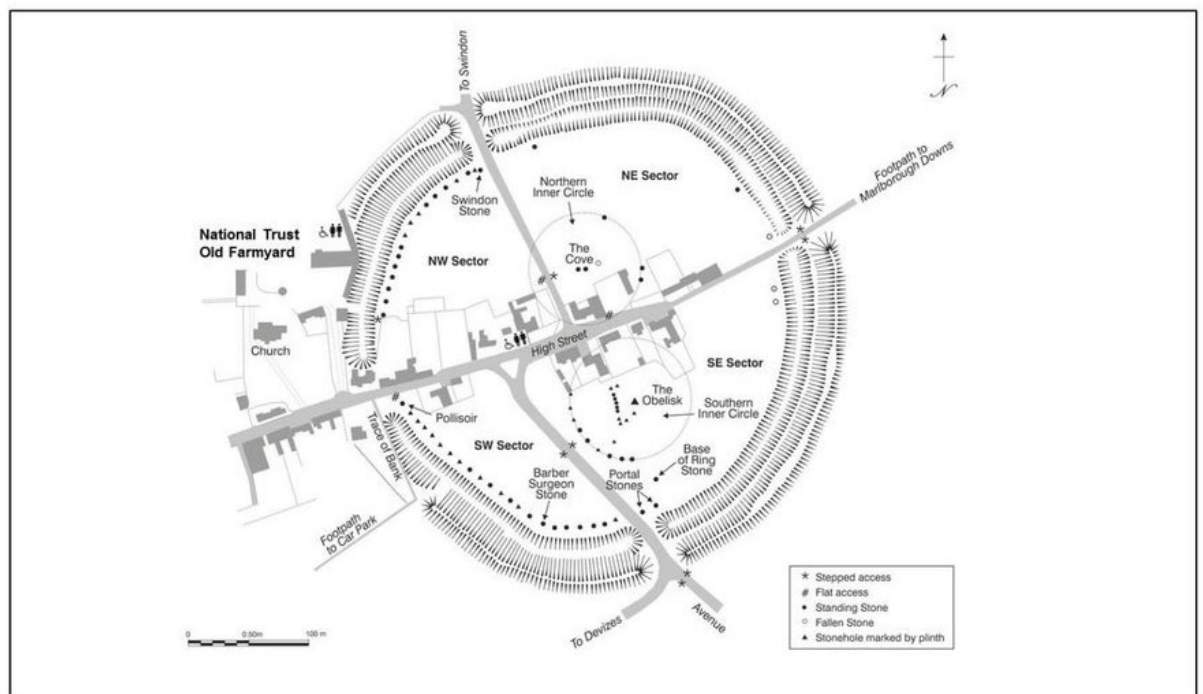 To Swindon
N
Footpath to
Marlborough Downs
NE Sector
Northern
Inner Circle
Swindon
Stone
National Trust
Old Farmyard
The
Cove
NW Sector
#
High Street
#
Church
SE Sector
The
Obelisk
Southern
Inner Circle
#
Pollisoir
Trace of Bank
SW Sector
Base
of Ring
Stone
Portal
Stones
Barber
Surgeon
Stone
Footpath
to Car Park
To Devizes
Avenue
* Stepped access
# Flat access
• Standing Stone
○ Fallen Stone
▲ Stonehole marked by plinth
0 0.50m 100 m